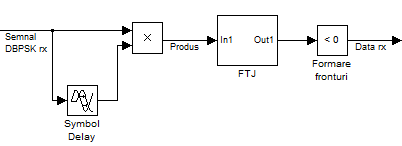 Semnal
DBPSK rx
×
Produs
In1
Out1
FTJ
< 0
Formare
fronturi
Data rx
Symbol
Delay